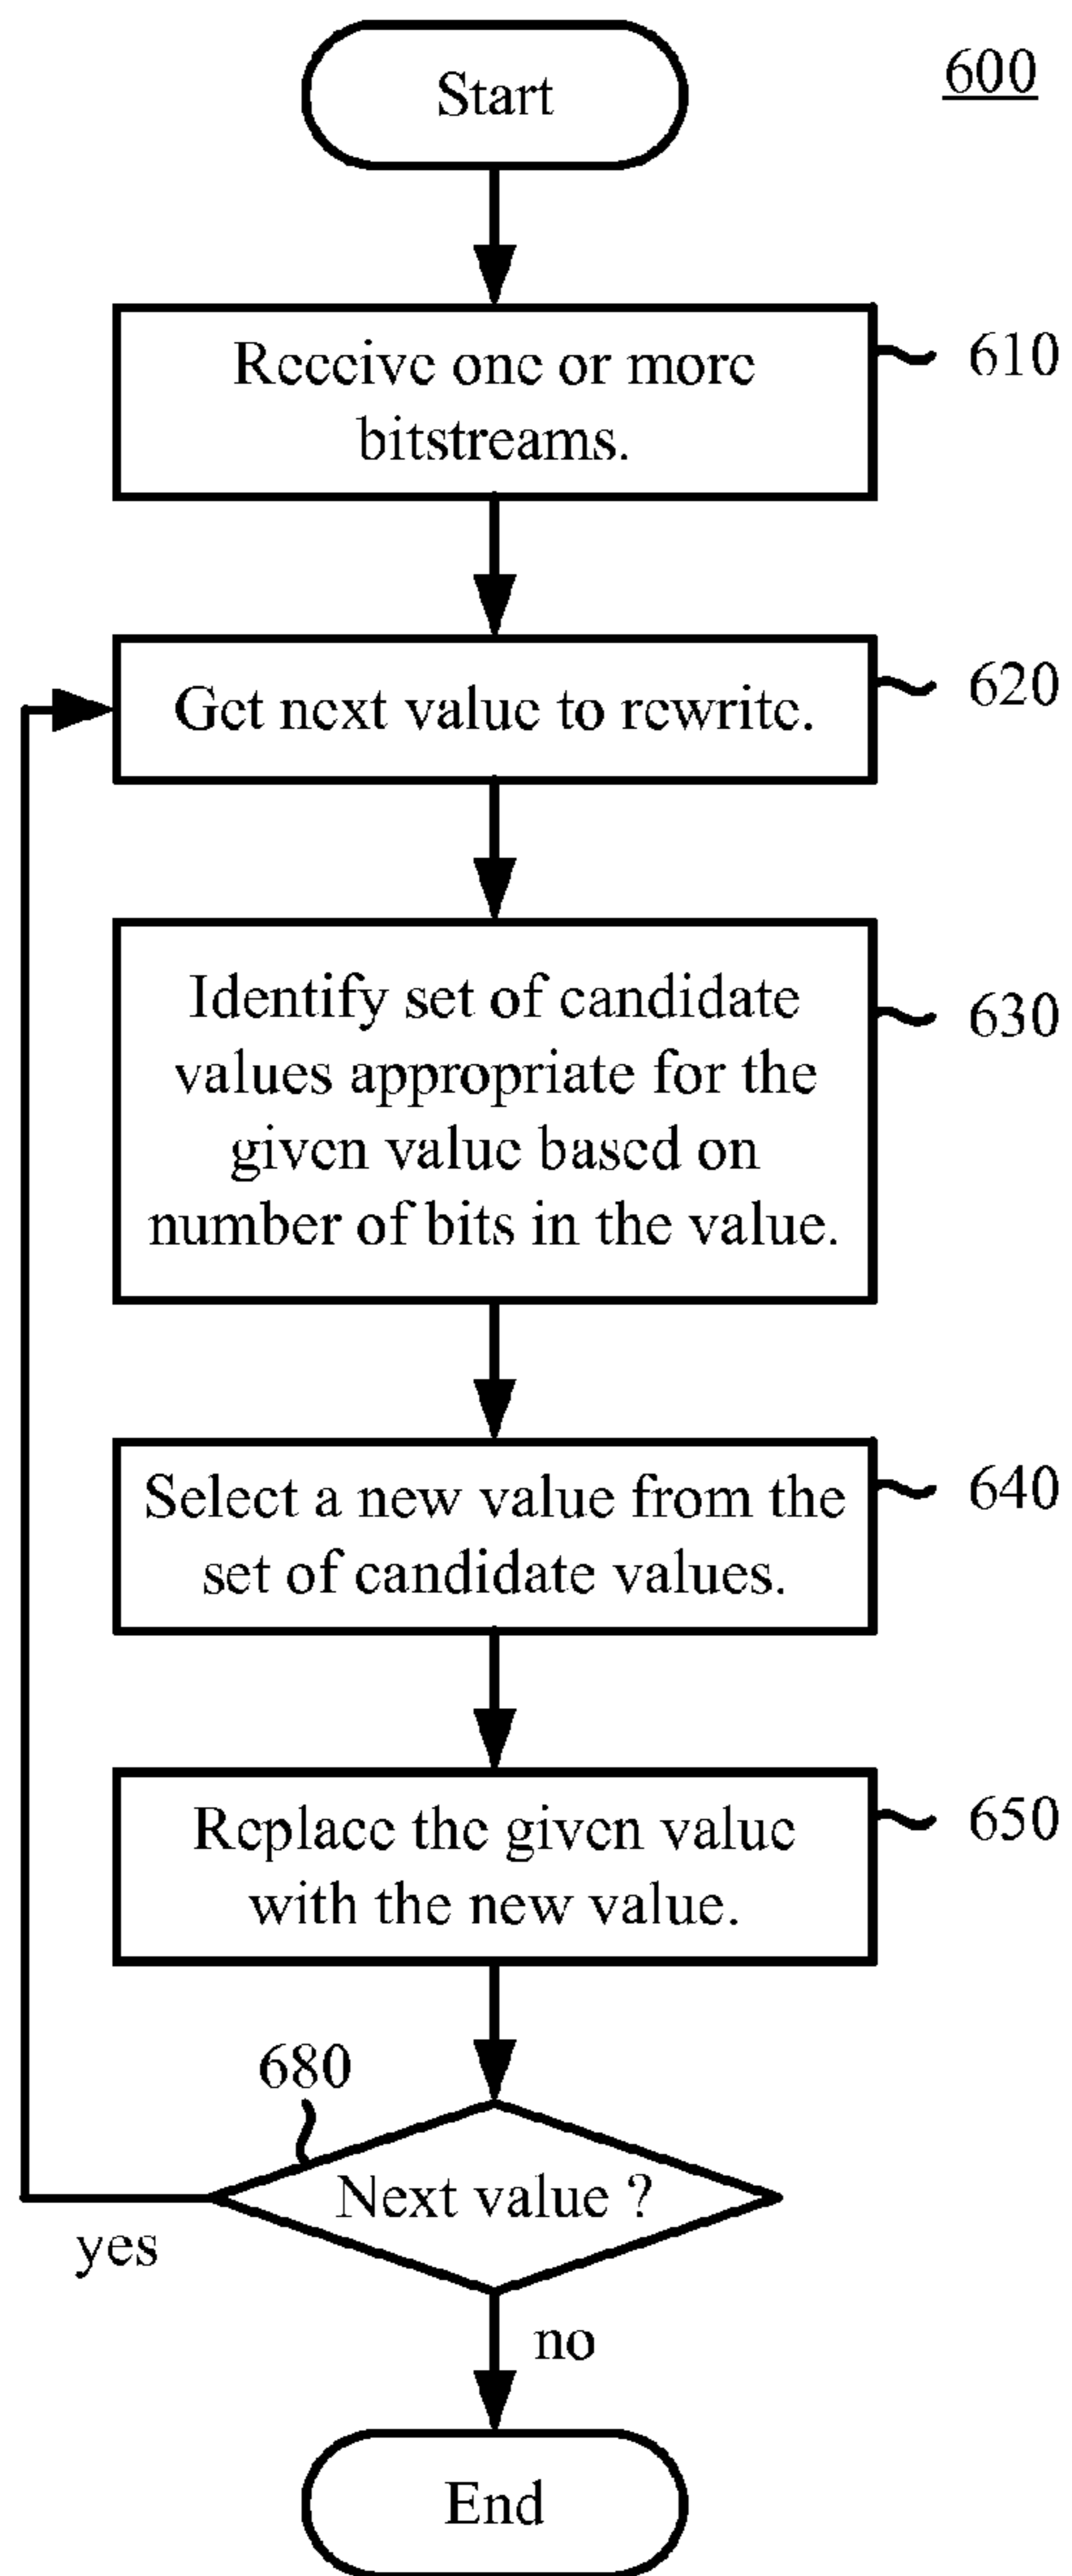 600
Start
Receive one or more
bitstreams.
610
Get next value to rewrite.
620
Identify set of candidate
values appropriate for the
given value based on
number of bits in the value.
630
Select a new value from the
set of candidate values.
640
Replace the given value
with the new value.
650
680
Next value ?
yes
no
End